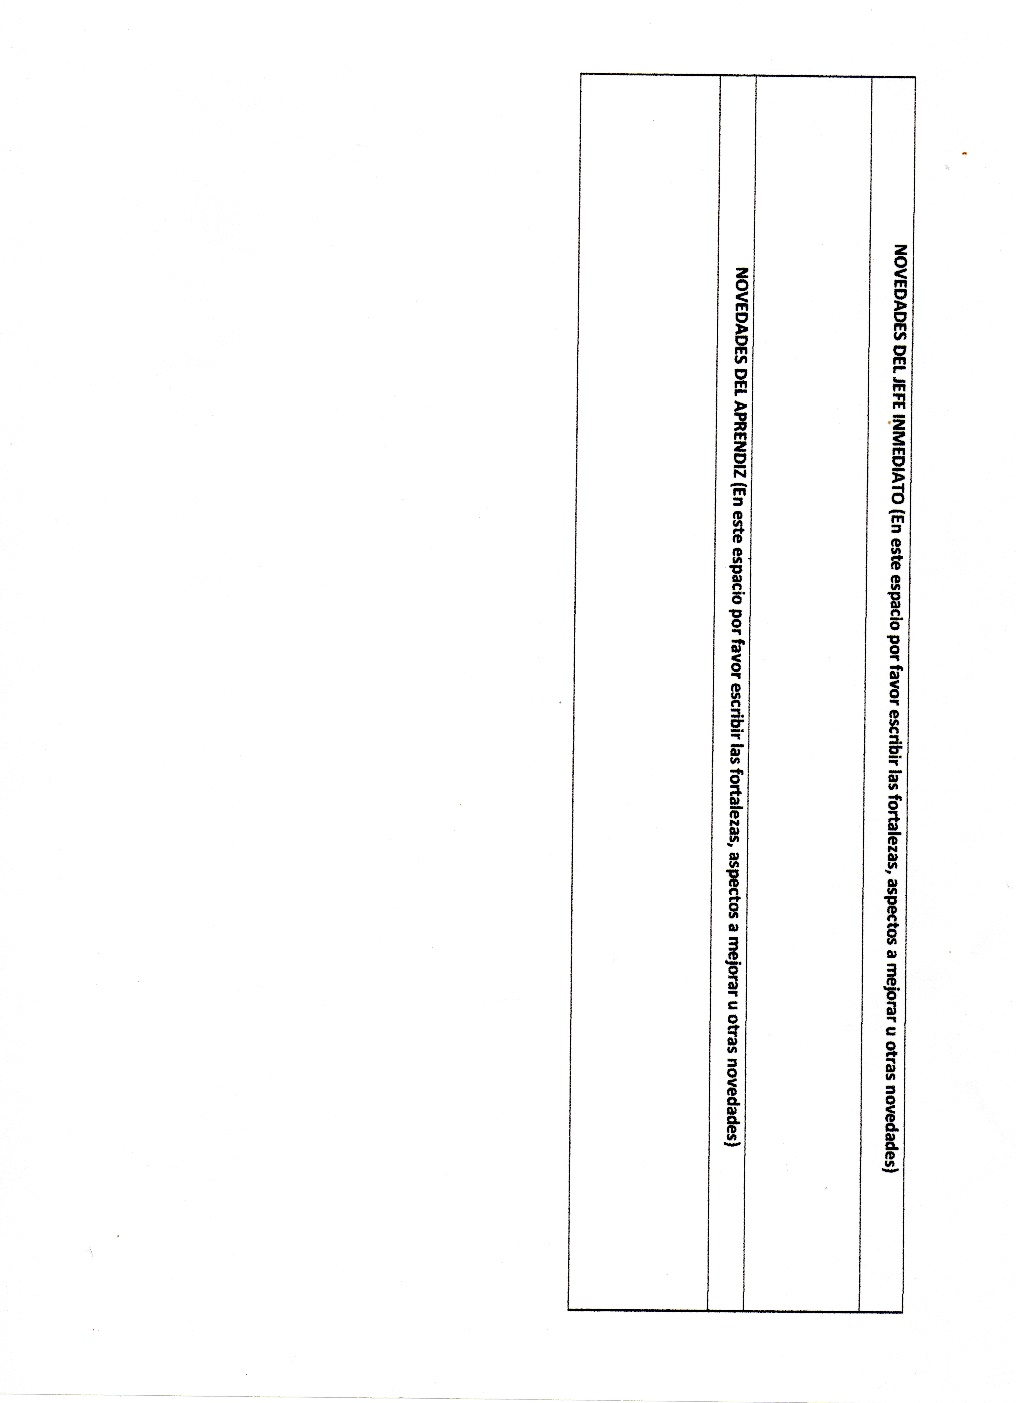 NOVEDADES DEL JEFE INMEDIATO (En este espacio por favor escribir las fortalezas, aspectos a mejorar u otras novedades)
NOVEDADES DEL APRENDIZ (En este espacio por favor escribir las fortalezas, aspectos a mejorar u otras novedades)